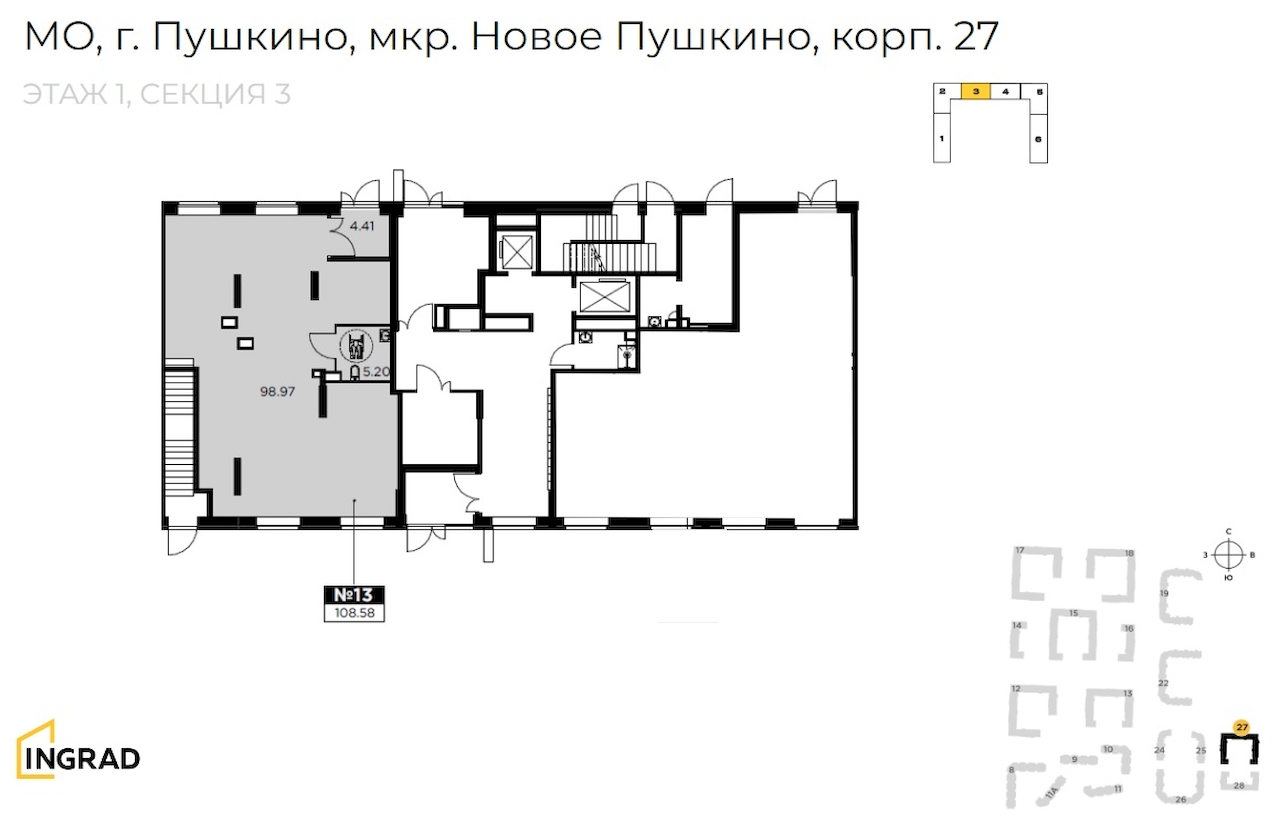 МО, г. Пушкино, мкр. Новое Пушкино, корп. 27
ЭТАЖ 1, СЕКЦИЯ 3
2 3 4 5
1 6
4.41
5.20
98.97
№13
108.58
С
З В
Ю
17 18
19
15
14 16
22
12 13
27
10
24 25
9
8
28
11А 11
26
INGRAD